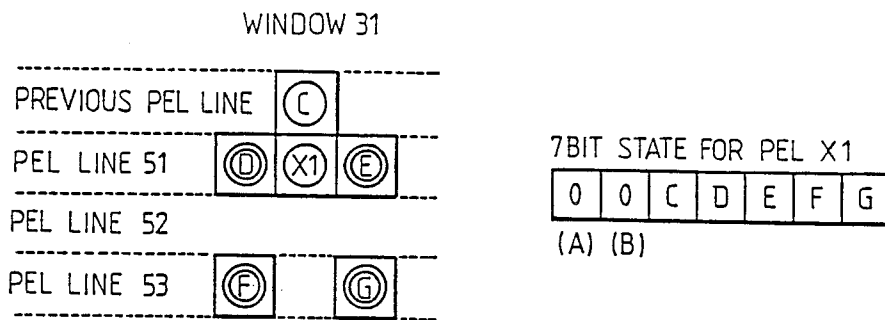 WINDOW 31
PREVIOUS PEL LINE C
PEL LINE 51 D X1 E
PEL LINE 52
PEL LINE 53 F G
7BIT STATE FOR PEL X1
0 0 C D E F G
(A) (B)